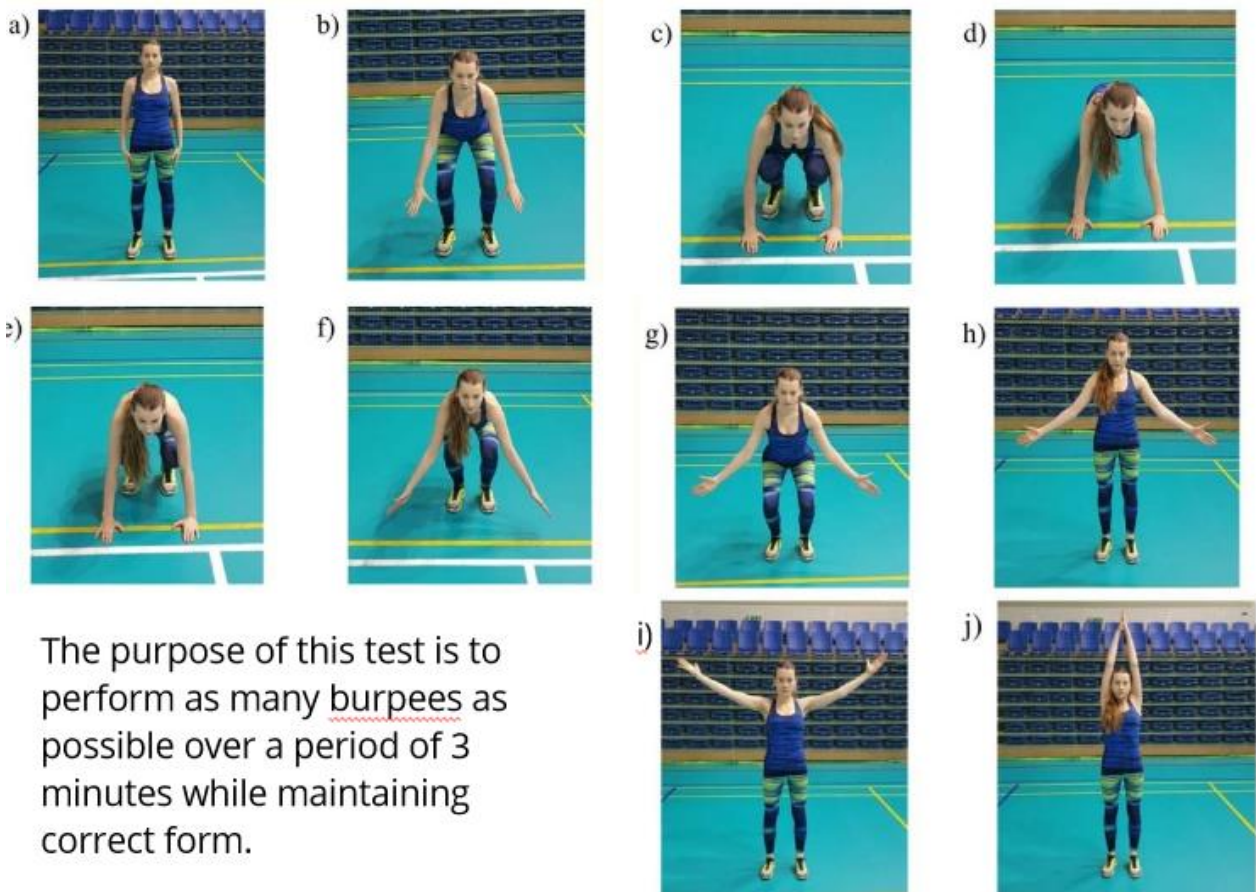 a)
b)
c)
d)
e)
f)
g)
h)
The purpose of this test is to
perform as many burpees as
possible over a period of 3
minutes while maintaining
correct form.
i)
j)